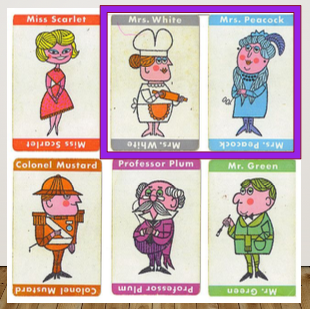 Miss Scarlet
Mrs. White
Mrs. Peacock
Miss Scarlet
Mrs. White
Mrs. Peacock
Colonel Mustard
Professor Plum
Mr. Green
Colonel Mustard
Professor Plum
Mr. Green